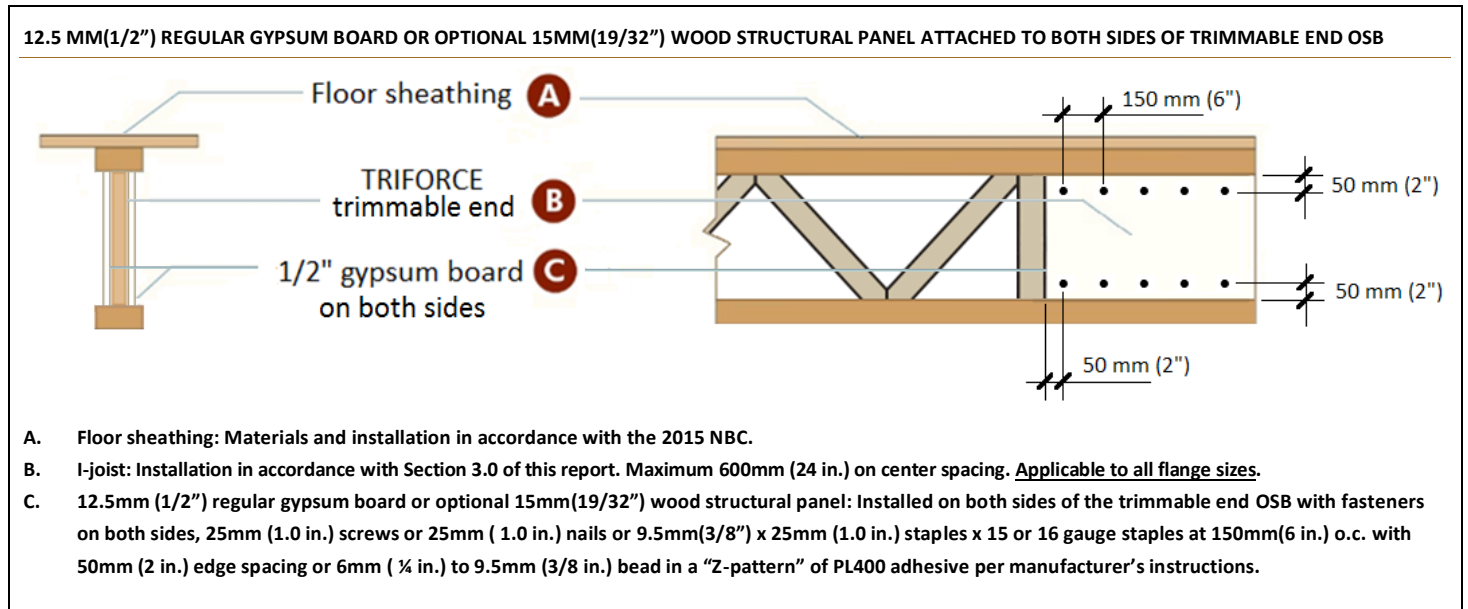 12.5 MM(1/2”) REGULAR GYPSUM BOARD OR OPTIONAL 15MM(19/32”) WOOD STRUCTURAL PANEL ATTACHED TO BOTH SIDES OF TRIMMABLE END OSB
Floor sheathing A
150 mm (6")
TRIFORCE
trimmable end B
50 mm (2")
1/2" gypsum board C
on both sides
50 mm (2")
50 mm (2")
A. Floor sheathing: Materials and installation in accordance with the 2015 NBC.
B. I-joist: Installation in accordance with Section 3.0 of this report. Maximum 600mm (24 in.) on center spacing. Applicable to all flange sizes.
C. 12.5mm (1/2”) regular gypsum board or optional 15mm(19/32”) wood structural panel: Installed on both sides of the trimmable end OSB with fasteners
on both sides, 25mm (1.0 in.) screws or 25mm ( 1.0 in.) nails or 9.5mm(3/8”) x 25mm (1.0 in.) staples x 15 or 16 gauge staples at 150mm(6 in.) o.c. with
50mm (2 in.) edge spacing or 6mm ( ¼ in.) to 9.5mm (3/8 in.) bead in a “Z-pattern” of PL400 adhesive per manufacturer’s instructions.